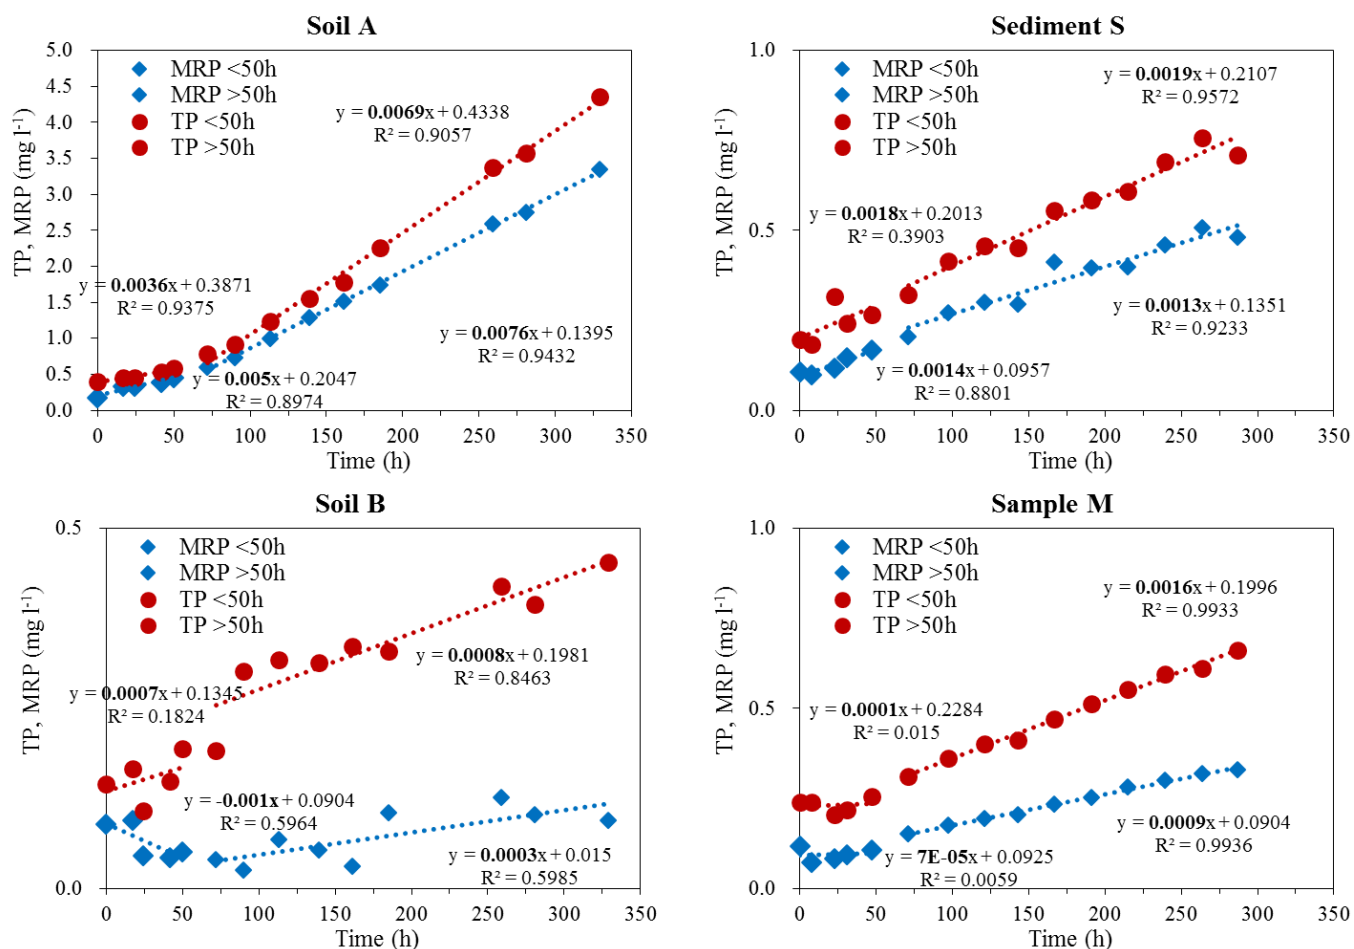 Soil A
TP, MRP (mg l-1)
5.0
4.5
4.0
3.5
3.0
2.5
2.0
1.5
1.0
0.5
0.0
MRP <50h
MRP >50h
TP <50h
TP >50h
y = 0.0069x + 0.4338
R² = 0.9057
y = 0.0036x + 0.3871
R² = 0.9375
y = 0.0076x + 0.1395
R² = 0.9432
y = 0.005x + 0.2047
R² = 0.8974
0 50 100 150 200 250 300 350
Time (h)
Sediment S
TP, MRP (mg l-1)
1.0
0.5
0.0
MRP <50h
MRP >50h
TP <50h
TP >50h
y = 0.0019x + 0.2107
R² = 0.9572
y = 0.0018x + 0.2013
R² = 0.3903
y = 0.0013x + 0.1351
R² = 0.9233
y = 0.0014x + 0.0957
R² = 0.8801
0 50 100 150 200 250 300 350
Time (h)
Soil B
TP, MRP (mg l-1)
0.5
0.0
MRP <50h
MRP >50h
TP <50h
TP >50h
y = 0.0008x + 0.1981
R² = 0.8463
y = 0.0007x + 0.1345
R² = 0.1824
y = -0.001x + 0.0904
R² = 0.5964
y = 0.0003x + 0.015
R² = 0.5985
0 50 100 150 200 250 300 350
Time (h)
Sample M
TP, MRP (mg l-1)
1.0
0.5
0.0
MRP <50h
MRP >50h
TP <50h
TP >50h
y = 0.0016x + 0.1996
R² = 0.9933
y = 0.0001x + 0.2284
R² = 0.015
y = 0.0009x + 0.0904
R² = 0.9936
y = 7E-05x + 0.0925
R² = 0.0059
0 50 100 150 200 250 300 350
Time (h)